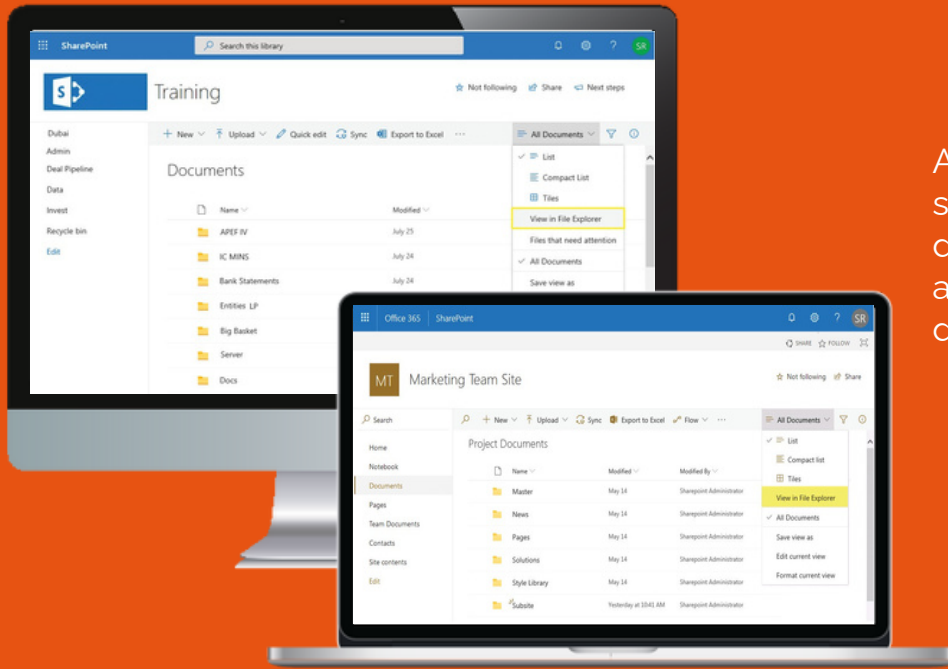 SharePoint
Search this library
?
SR
S
Training
Not following
Share
Next steps
Dubai
Admin
Deal Pipeline
Data
Invest
Recycle bin
Edit
+ New
Upload
Quick edit
Sync
Export to Excel
...
All Documents
List
Compact List
Tiles
View in File Explorer
Files that need attention
All Documents
Save view as
Documents
Name
Modified
APEF IV
July 25
IC MINS
July 24
Bank Statements
July 24
Entities LP
Big Basket
Server
Docs
Office 365
SharePoint
?
SR
SHARE
FOLLOW
MT
Marketing Team Site
Not following
Share
Search
Home
Notebook
Documents
Pages
Team Documents
Contacts
Site contents
Edit
+ New
Upload
Sync
Export to Excel
Flow
...
All Documents
List
Compact list
Tiles
View in File Explorer
All Documents
Save view as
Edit current view
Format current view
Project Documents
Name
Modified
Modified By
Master
May 14
Sharepoint Administrator
News
May 14
Sharepoint Administrator
Pages
May 14
Sharepoint Administrator
Solutions
May 14
Sharepoint Administrator
Style Library
May 14
Sharepoint Administrator
Subsite
Yesterday at 10:41 AM
Sharepoint Administrator